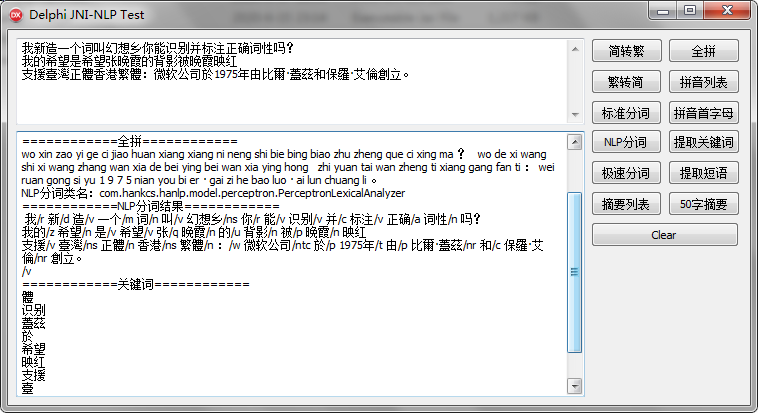 Delphi JNI-NLP Test
我新造一个词叫幻想乡你能识别并标注正确词性吗？
我的希望是希望张晚霞的背影被晚霞映红
支援臺灣正體香港繁體：微软公司於1975年由比爾·蓋茲和保羅·艾倫創立。
============全拼============
wo xin zao yi ge ci jiao huan xiang xiang ni neng shi bie bing biao zhu zheng que ci xing ma ？ wo de xi wang
shi xi wang zhang wan xia de bei ying bei wan xia ying hong zhi yuan tai wan zheng ti xiang gang fan ti ： wei
ruan gong si yu 1 9 7 5 nian you bi er · gai zi he bao luo · ai lun chuang li 。
NLP分词类名：com.hankcs.hanlp.model.perceptron.PerceptronLexicalAnalyzer
============NLP分词结果============
我/r 新/d 造/v 一个/m 词/n 叫/v 幻想乡/ns 你/r 能/v 识别/v 并/c 标注/v 正确/a 词性/n 吗？
我的/z 希望/n 是/v 希望/v 张/q 晚霞/n 的/u 背影/n 被/p 晚霞/n 映红
支援/v 臺灣/ns 正體/n 香港/ns 繁體/n ：/w 微软公司/ntc 於/p 1975年/t 由/p 比爾·蓋茲/nr 和/c 保羅·艾
倫/nr 創立。
/v
============关键词============
體
识别
蓋茲
於
希望
映红
支援
臺
简转繁
全拼
繁转简
拼音列表
标准分词
拼音首字母
NLP分词
提取关键词
极速分词
提取短语
摘要列表
50字摘要
Clear